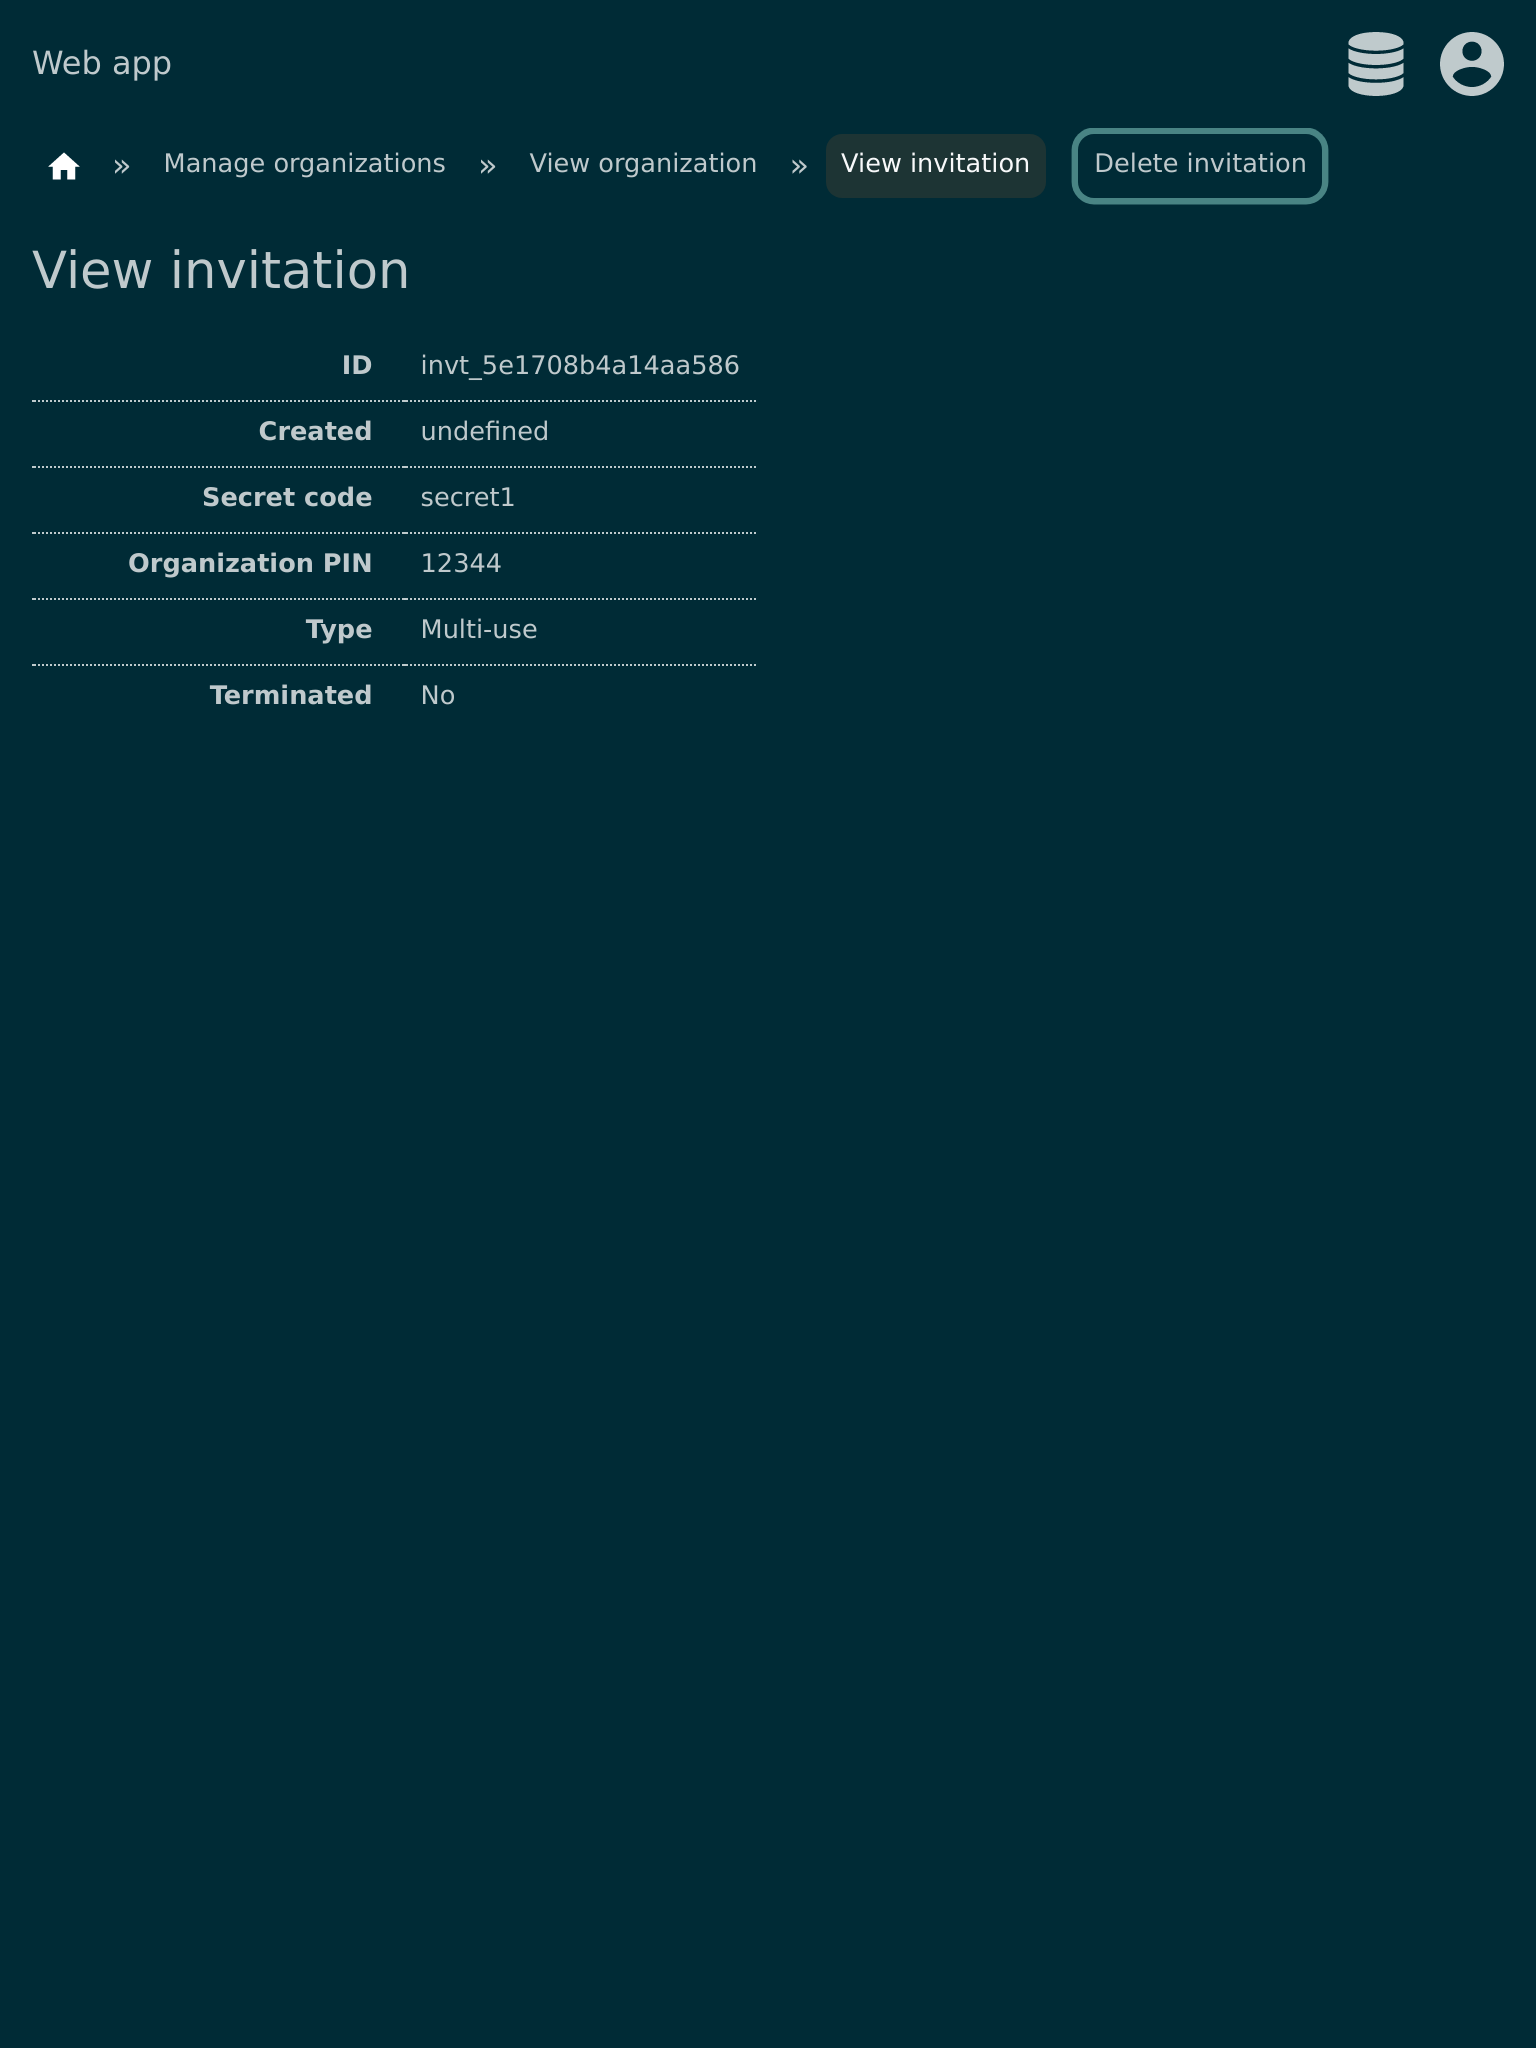 Web app
» Manage organizations » View organization » View invitation Delete invitation
View invitation
ID invt_5e1708b4a14aa586
Created undefined
Secret code secret1
Organization PIN 12344
Type Multi-use
Terminated No